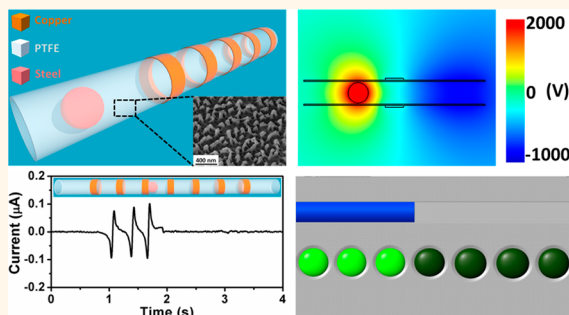 Copper
PTFE
Steel
400 nm
2000
0 (V)
-1000
Current (μA)
0.2
0.1
0.0
-0.1
-0.2
0 1 2 3 4
Time (s)